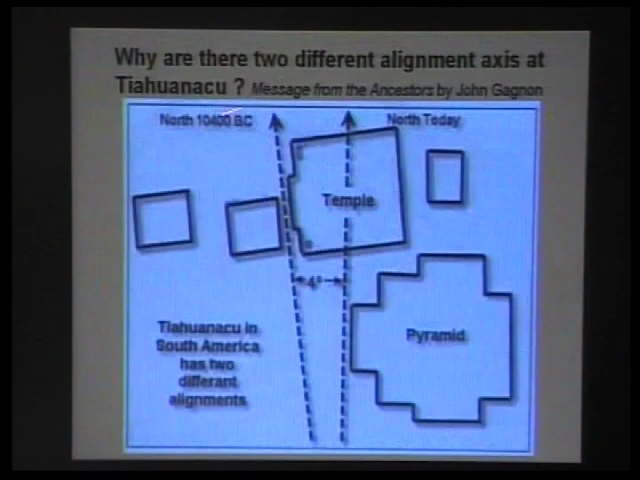 Why are there two different alignment axis at
Tiahuanacu ? Message from the Ancestors by John Gagnon
North 10400 BC
North Today
Temple
4°
Tiahuanacu in
South America
has two
differant
alignments
Pyramid